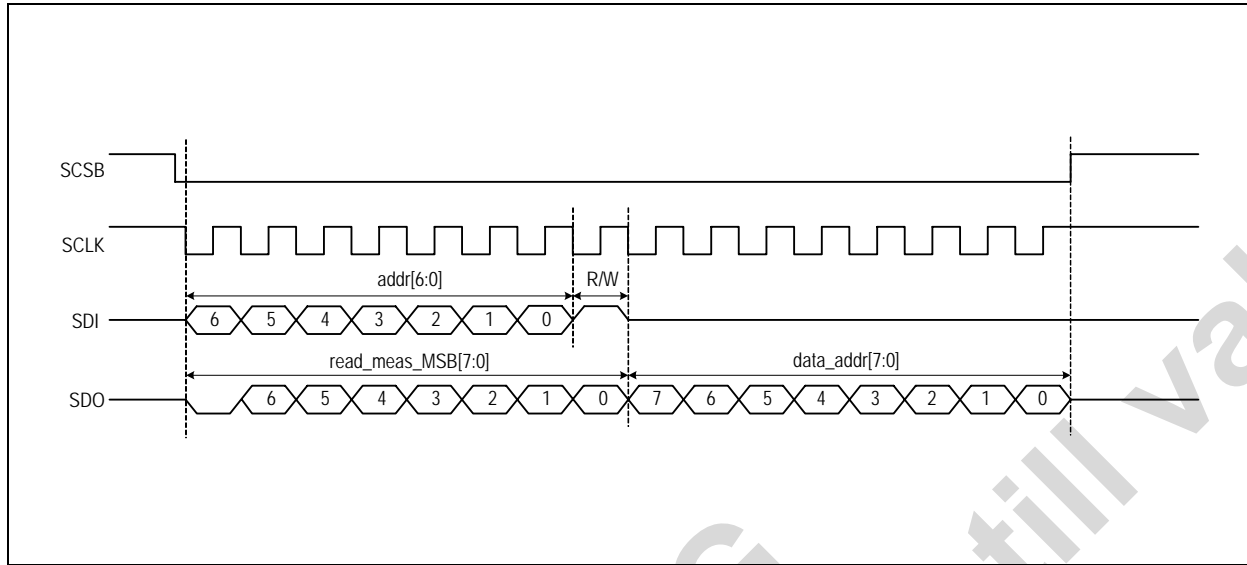 SCSB
SCLK
addr[6:0] R/W
SDI 6 5 4 3 2 1 0
read_meas_MSB[7:0] data_addr[7:0]
SDO 6 5 4 3 2 1 0 7 6 5 4 3 2 1 0